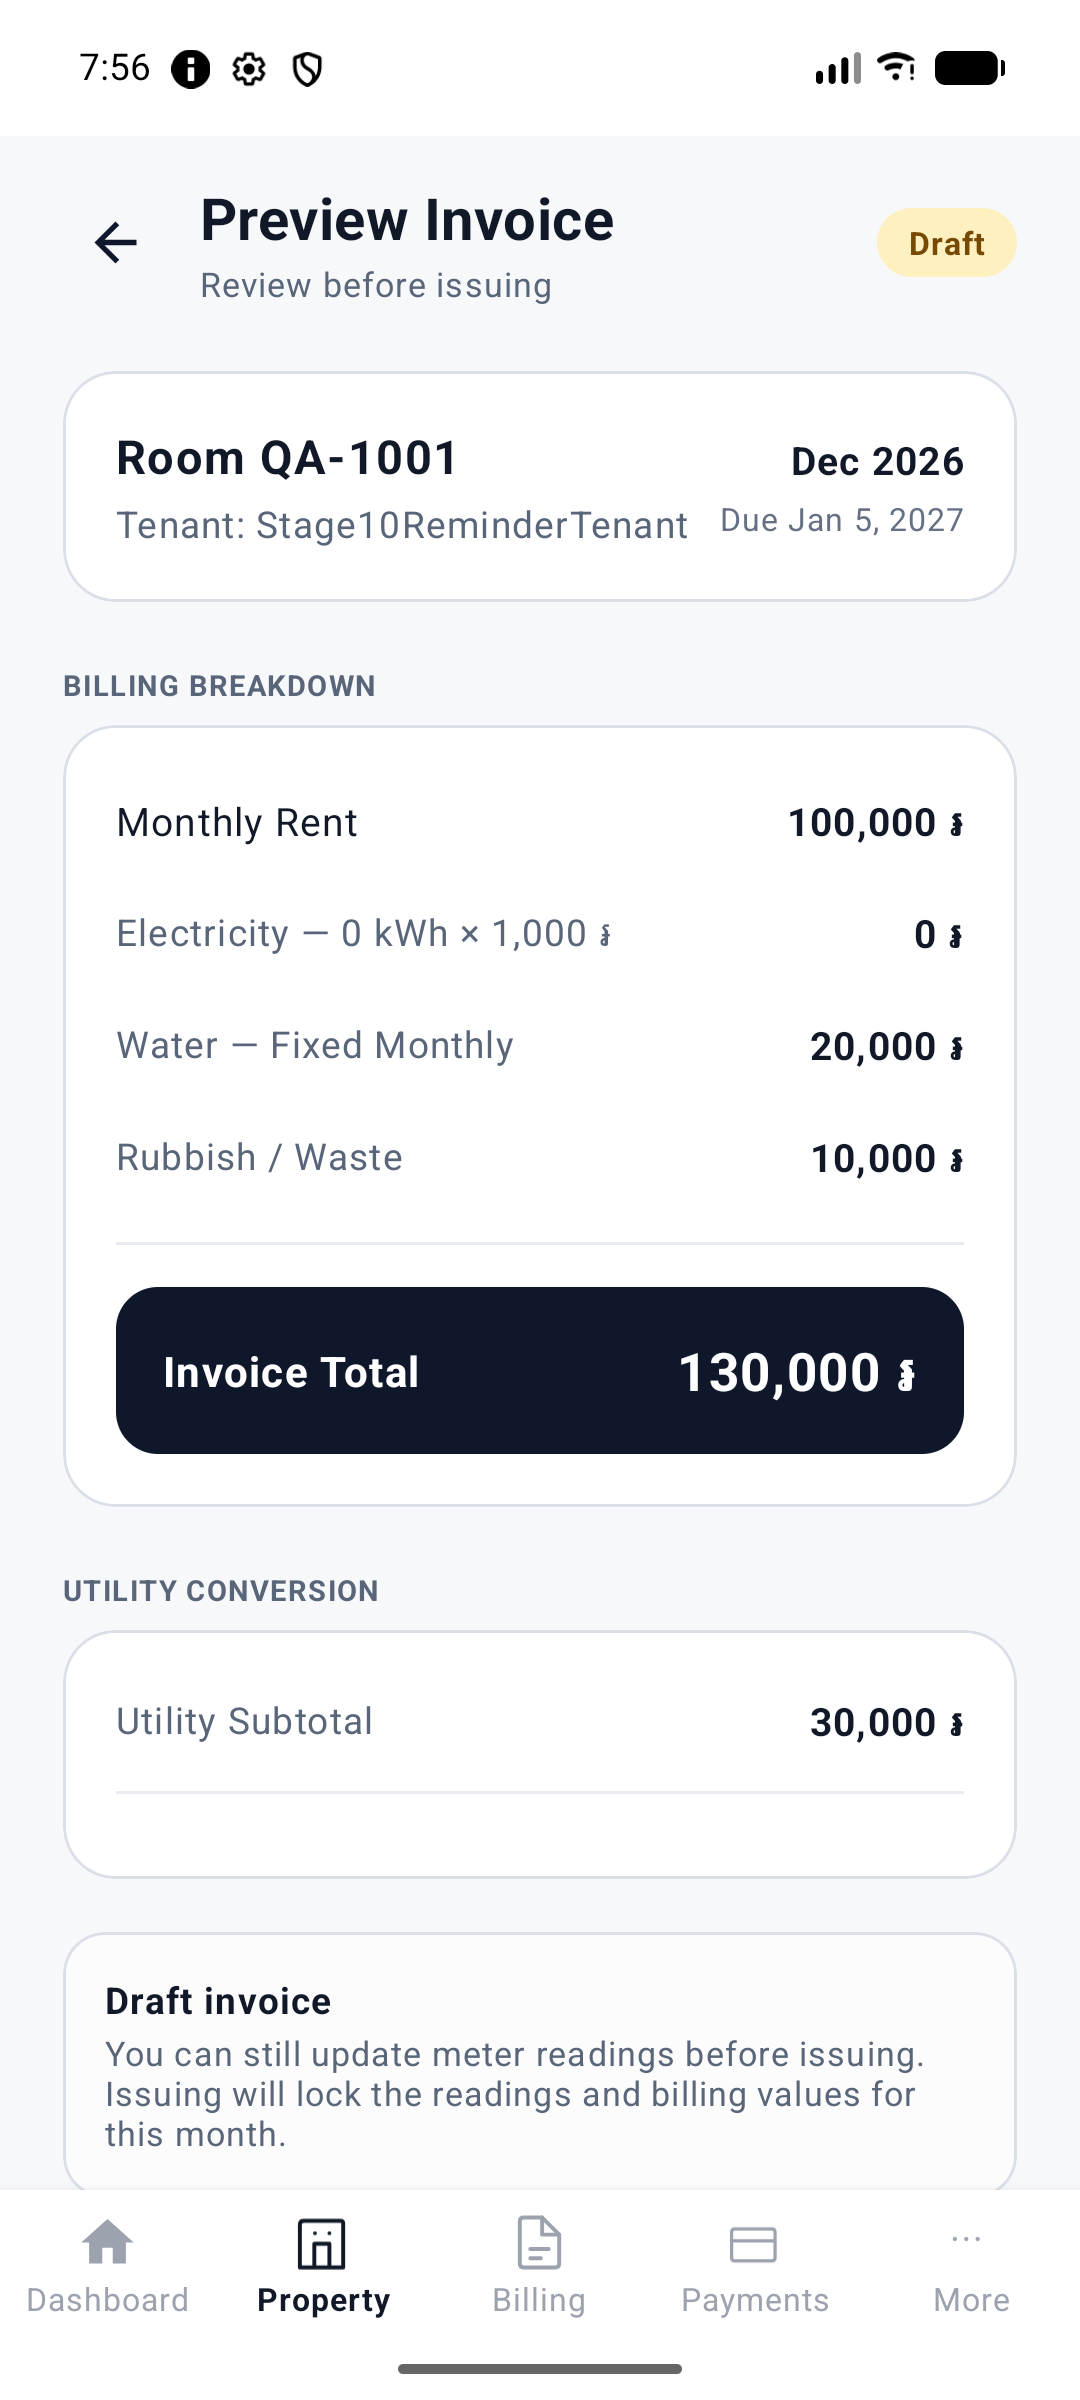 7:56
Preview Invoice
Draft
Review before issuing
Room QA-1001
Dec 2026
Tenant: Stage10ReminderTenant
Due Jan 5, 2027
BILLING BREAKDOWN
Monthly Rent 100,000 ៛
Electricity — 0 kWh × 1,000 ៛ 0 ៛
Water — Fixed Monthly 20,000 ៛
Rubbish / Waste 10,000 ៛
Invoice Total 130,000 ៛
UTILITY CONVERSION
Utility Subtotal 30,000 ៛
Draft invoice
You can still update meter readings before issuing.
Issuing will lock the readings and billing values for
this month.
Dashboard Property Billing Payments More